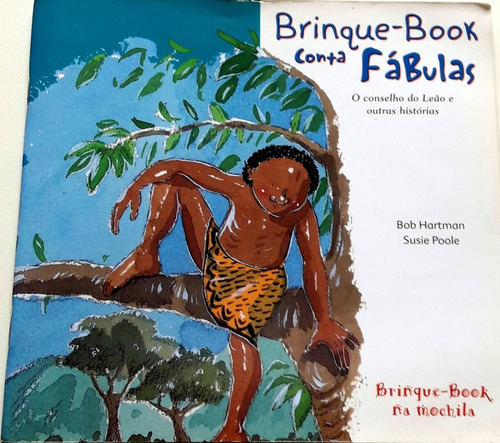 Brinque-Book
Conta FÁBulas
O conselho do Leão e
outras histórias
Bob Hartman
Susie Poole
Brinque-Book
na mochila